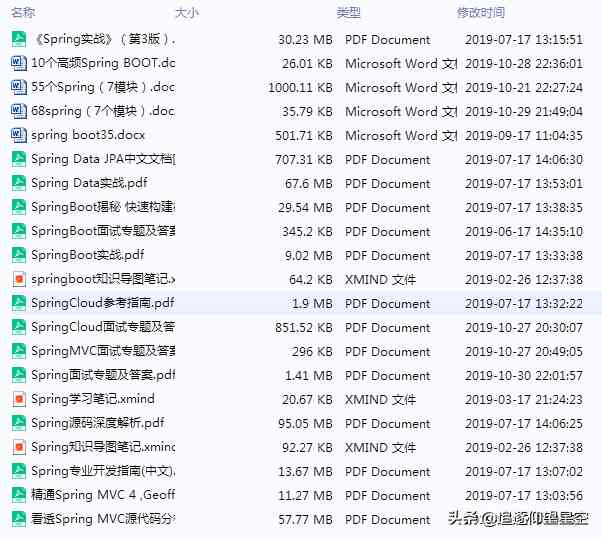 名称 大小 类型 修改时间
《Spring实战》（第3版）. 30.23 MB PDF Document 2019-07-17 13:15:51
10个高频Spring BOOT.dc 26.01 KB Microsoft Word 文档 2019-10-28 22:36:01
55个Spring（7模块）.doc 1000.11 KB Microsoft Word 文档 2019-10-21 22:27:24
68spring（7个模块）.doc 35.79 KB Microsoft Word 文档 2019-10-29 21:49:04
spring boot35.docx 501.71 KB Microsoft Word 文档 2019-09-17 11:04:35
Spring Data JPA中文文档[ 707.31 KB PDF Document 2019-07-17 14:06:30
Spring Data实战.pdf 67.6 MB PDF Document 2019-07-17 13:53:01
SpringBoot揭秘 快速构建 29.54 MB PDF Document 2019-07-17 13:38:35
SpringBoot面试专题及答案 345.2 KB PDF Document 2019-06-17 14:35:10
SpringBoot实战.pdf 9.02 MB PDF Document 2019-07-17 13:33:38
springboot知识导图笔记.x 64.2 KB XMIND 文件 2019-02-26 12:37:38
SpringCloud参考指南.pdf 1.9 MB PDF Document 2019-07-17 13:32:22
SpringCloud面试专题及答 851.52 KB PDF Document 2019-10-27 20:30:07
SpringMVC面试专题及答案 296 KB PDF Document 2019-10-27 20:49:05
Spring面试专题及答案.pdf 1.41 MB PDF Document 2019-10-30 22:01:57
Spring学习笔记.xmind 20.67 KB XMIND 文件 2019-03-17 21:24:23
Spring源码深度解析.pdf 95.05 MB PDF Document 2019-07-17 14:06:25
Spring知识导图笔记.xmind 92.27 KB XMIND 文件 2019-02-26 12:37:38
Spring专业开发指南(中文). 13.67 MB PDF Document 2019-07-17 13:07:02
精通Spring MVC 4 ,Geoff 11.27 MB PDF Document 2019-07-17 13:03:56
看透Spring MVC源代码分 57.77 MB PDF Document 2019-07-17
头条@追逐仰望星空